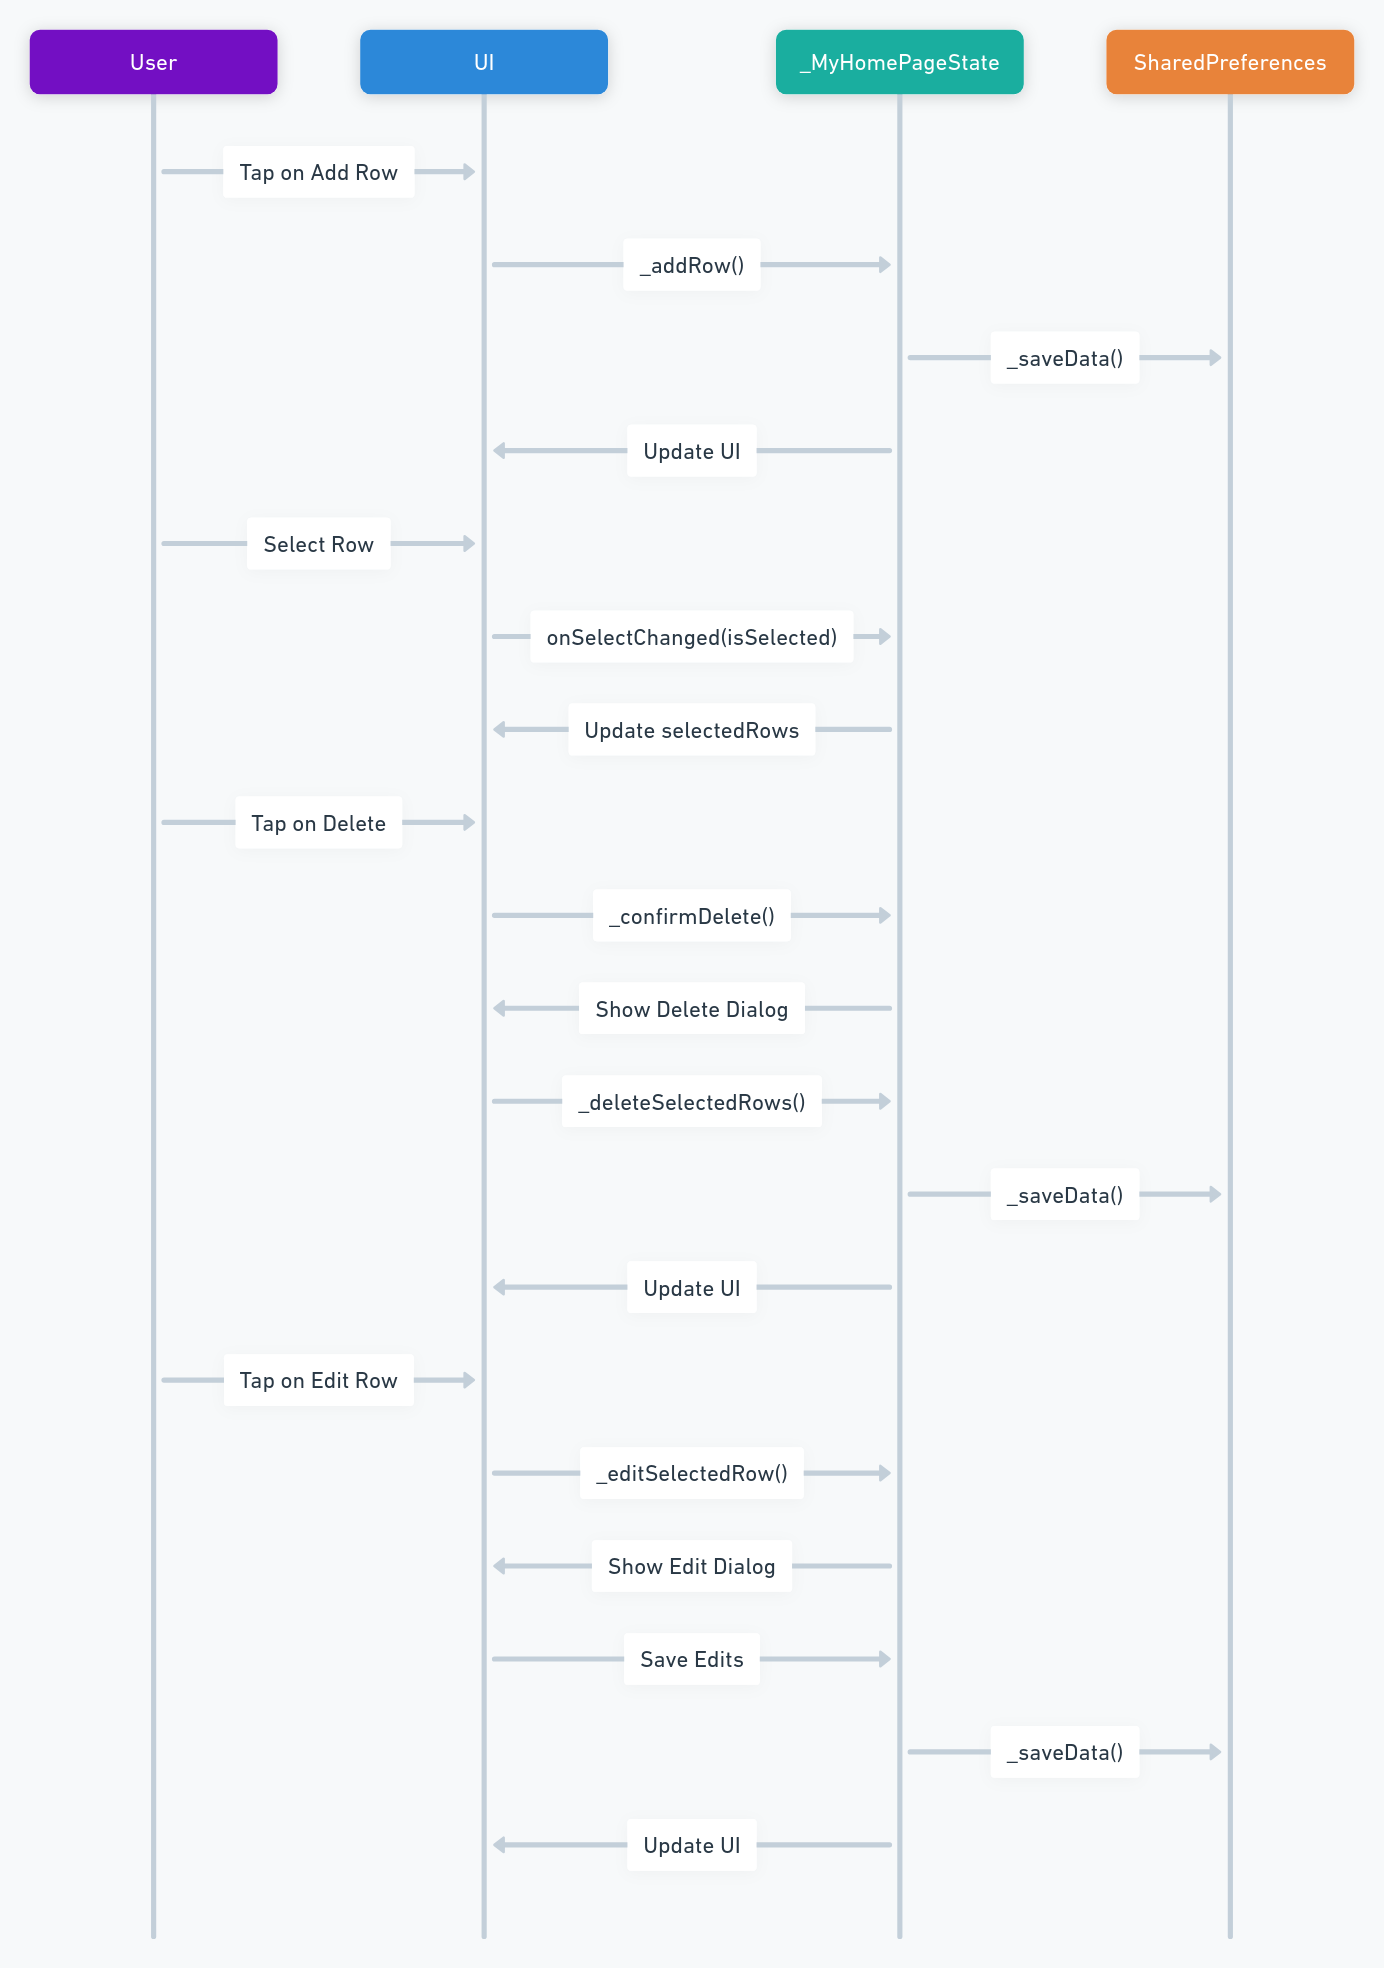 User
UI
_MyHomePageState
SharedPreferences
Tap on Add Row
_addRow()
_saveData()
Update UI
Select Row
onSelectChanged(isSelected)
Update selectedRows
Tap on Delete
_confirmDelete()
Show Delete Dialog
_deleteSelectedRows()
_saveData()
Update UI
Tap on Edit Row
_editSelectedRow()
Show Edit Dialog
Save Edits
_saveData()
Update UI